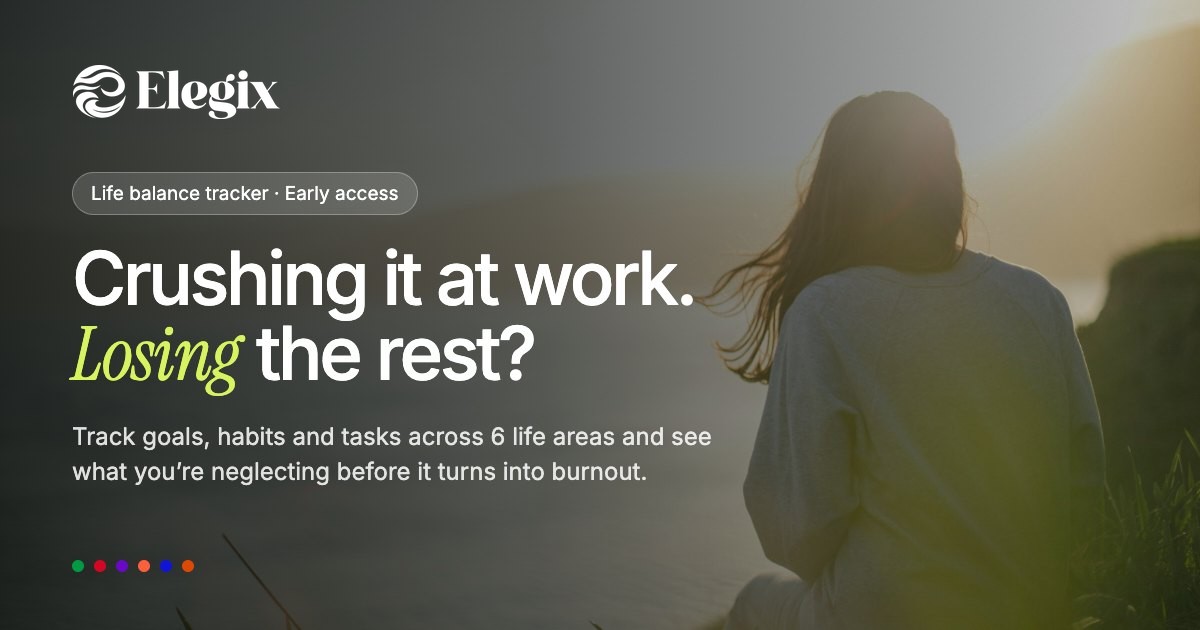 Elegix
Life balance tracker · Early access
Crushing it at work.
Losing the rest?
Track goals, habits and tasks across 6 life areas and see
what you’re neglecting before it turns into burnout.